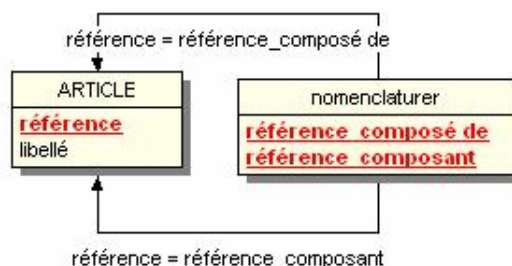 référence = référence_composé de
ARTICLE
référence
libellé
nomenclaturer
référence_composé de
référence_composant
référence = référence_composant